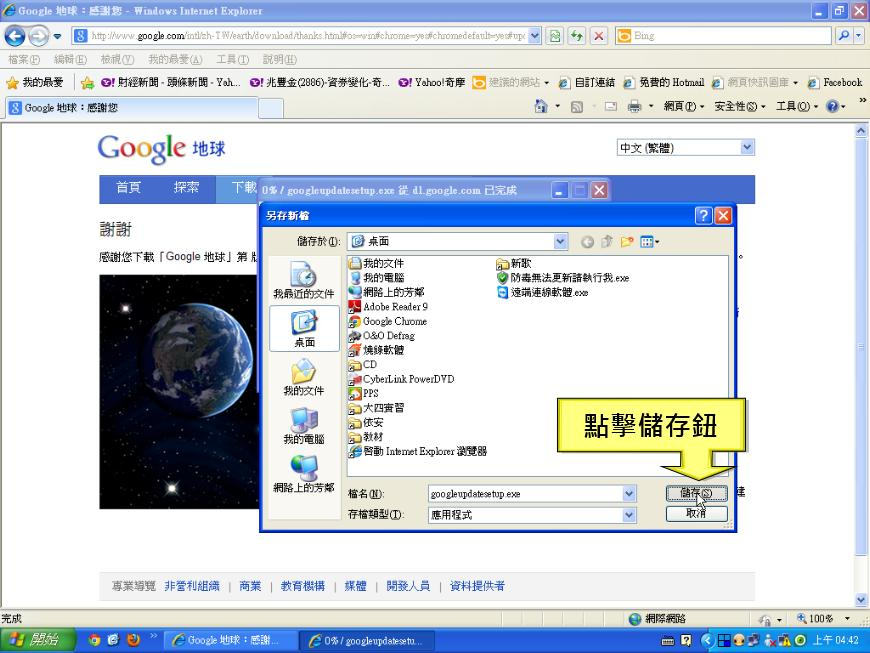 Google 地球：感謝您 - Windows Internet Explorer
http://www.google.com/intl/zh-TW/earth/download/thanks.html#os=win#chrome=yes#chromedefault=yes#upd
Bing
檔案(F) 編輯(E) 檢視(V) 我的最愛(A) 工具(T) 說明(H)
我的最愛 財經新聞 - 頭條新聞 - Yah... 兆豐金(2886)-資券變化-奇... Yahoo!奇摩 建議的網站 自訂連結 免費的 Hotmail 網頁快訊圖庫 Facebook
Google 地球：感謝您
網頁(P) 安全性(S) 工具(O)
Google 地球
中文 (繁體)
首頁 探索 下載
0% / googleupdatesetup.exe 從 dl.google.com 已完成
謝謝
感謝您下載「Google 地球」第
另存新檔
儲存於(I):
桌面
我最近的文件
桌面
我的文件
我的電腦
網路上的芳鄰
我的文件
我的電腦
網路上的芳鄰
Adobe Reader 9
Google Chrome
O&O Defrag
燒錄軟體
CD
CyberLink PowerDVD
PPS
大四實習
依安
教材
啟動 Internet Explorer 瀏覽器
新歌
防毒無法更新請執行我.exe
遠端連線軟體.exe
點擊儲存鈕
檔名(N):
googleupdatesetup.exe
儲存(S)
存檔類型(T):
應用程式
取消
專業導覽 非營利組織 | 商業 | 教育機構 | 媒體 | 開發人員 | 資料提供者
完成
網際網路
100%
開始
Google 地球：感謝...
0% / googleupdatesetu...
上午 04:42